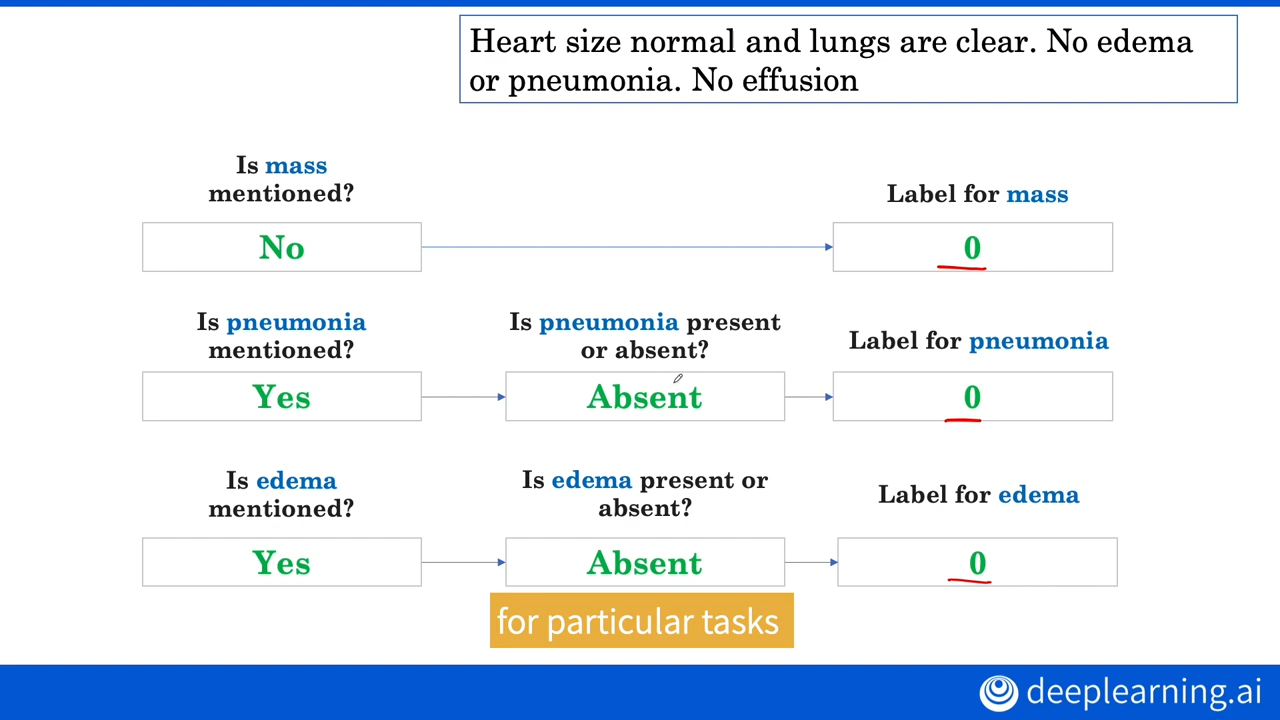 Heart size normal and lungs are clear. No edema
or pneumonia. No effusion
Is mass
mentioned?
Label for mass
No
0
Is pneumonia
mentioned?
Is pneumonia present
or absent?
Label for pneumonia
Yes
Absent
0
Is edema
mentioned?
Is edema present or
absent?
Label for edema
Yes
Absent
0
for particular tasks
deeplearning.ai